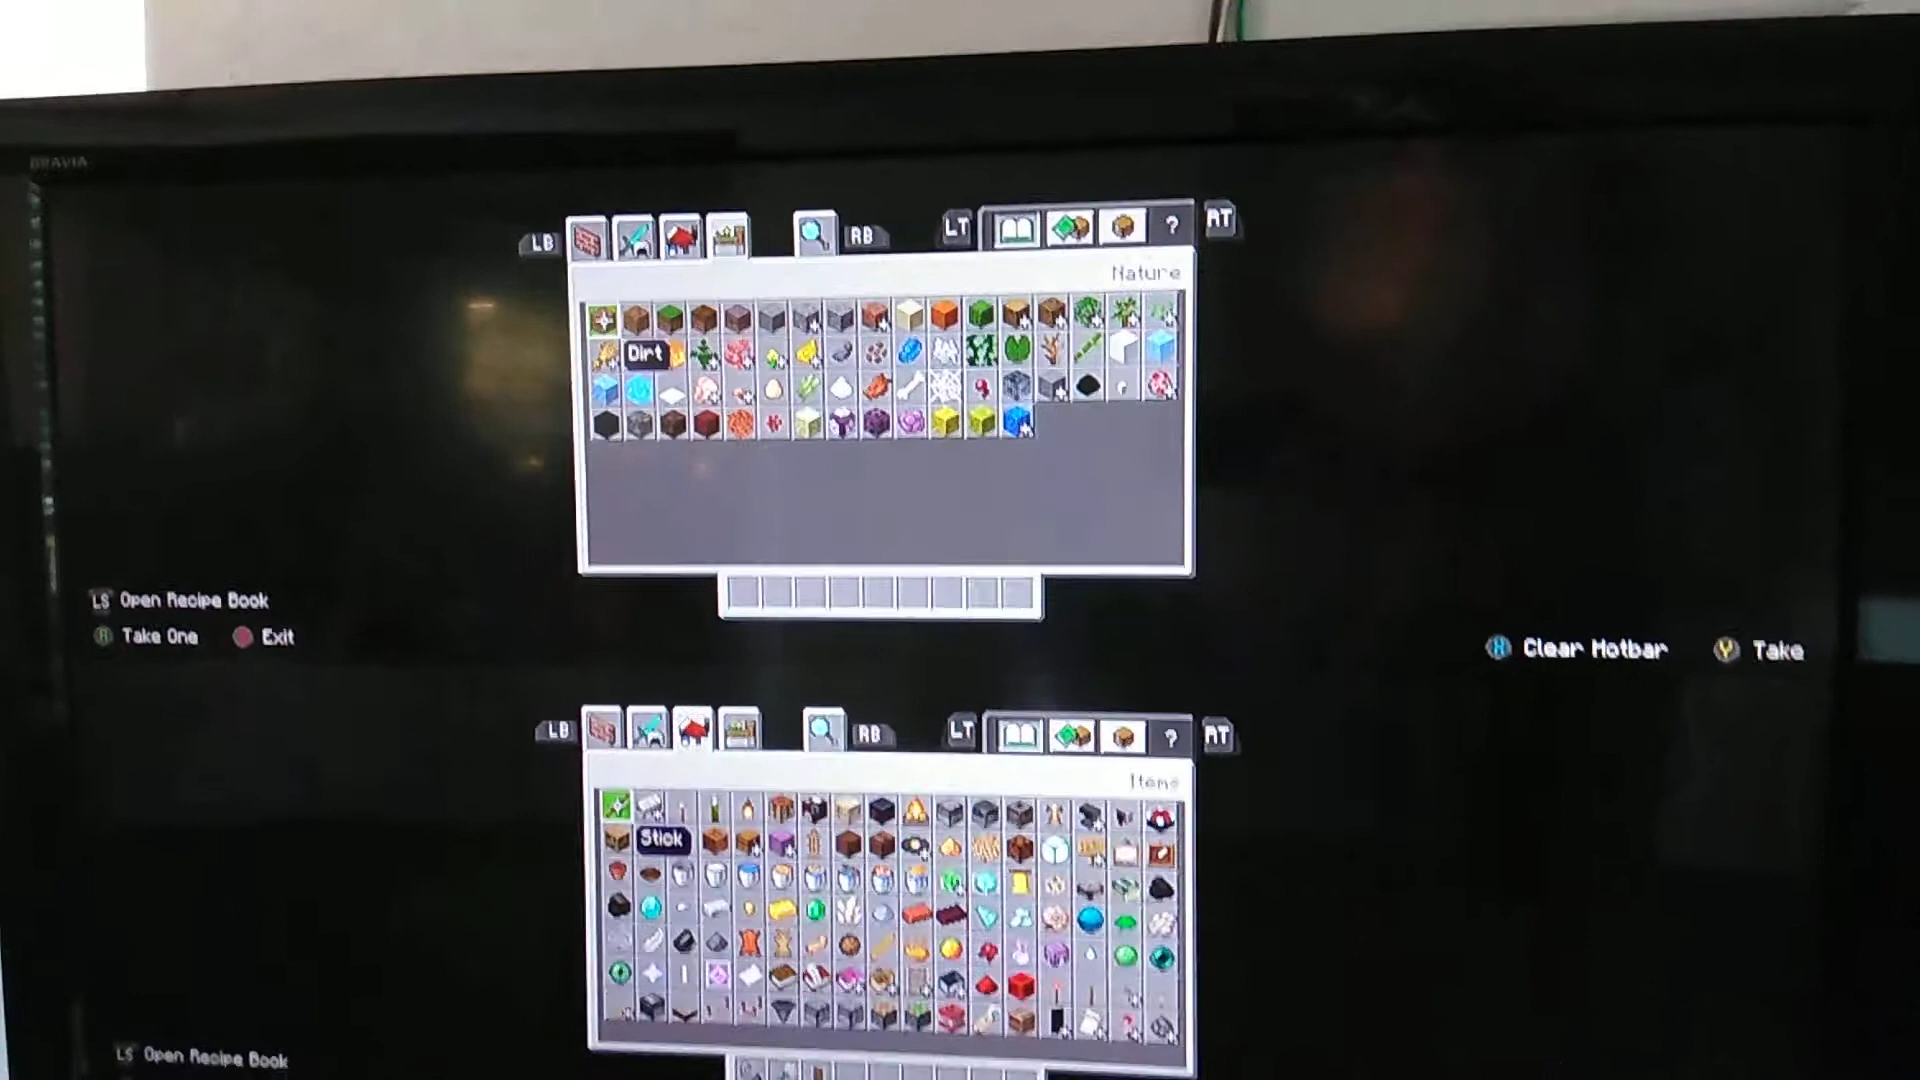 BRAVIA
LB RB LT ? RT
Nature
Dirt
LS Open Recipe Book
A Take One Exit
X Clear Hotbar Y Take
LB RB LT ? RT
Items
Stick
LS Open Recipe Book